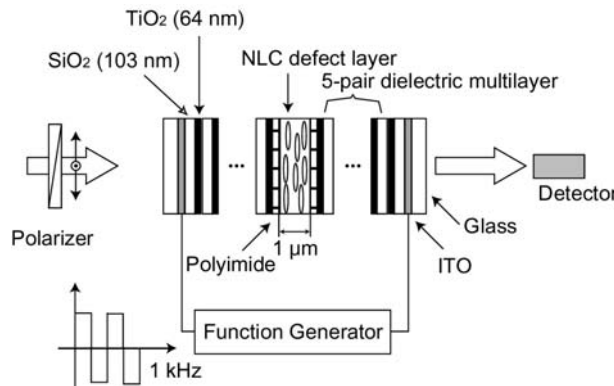 TiO₂ (64 nm)
SiO₂ (103 nm)
NLC defect layer
5-pair dielectric multilayer
...
...
Polarizer
Polyimide
1 μm
Detector
Glass
ITO
Function Generator
1 kHz